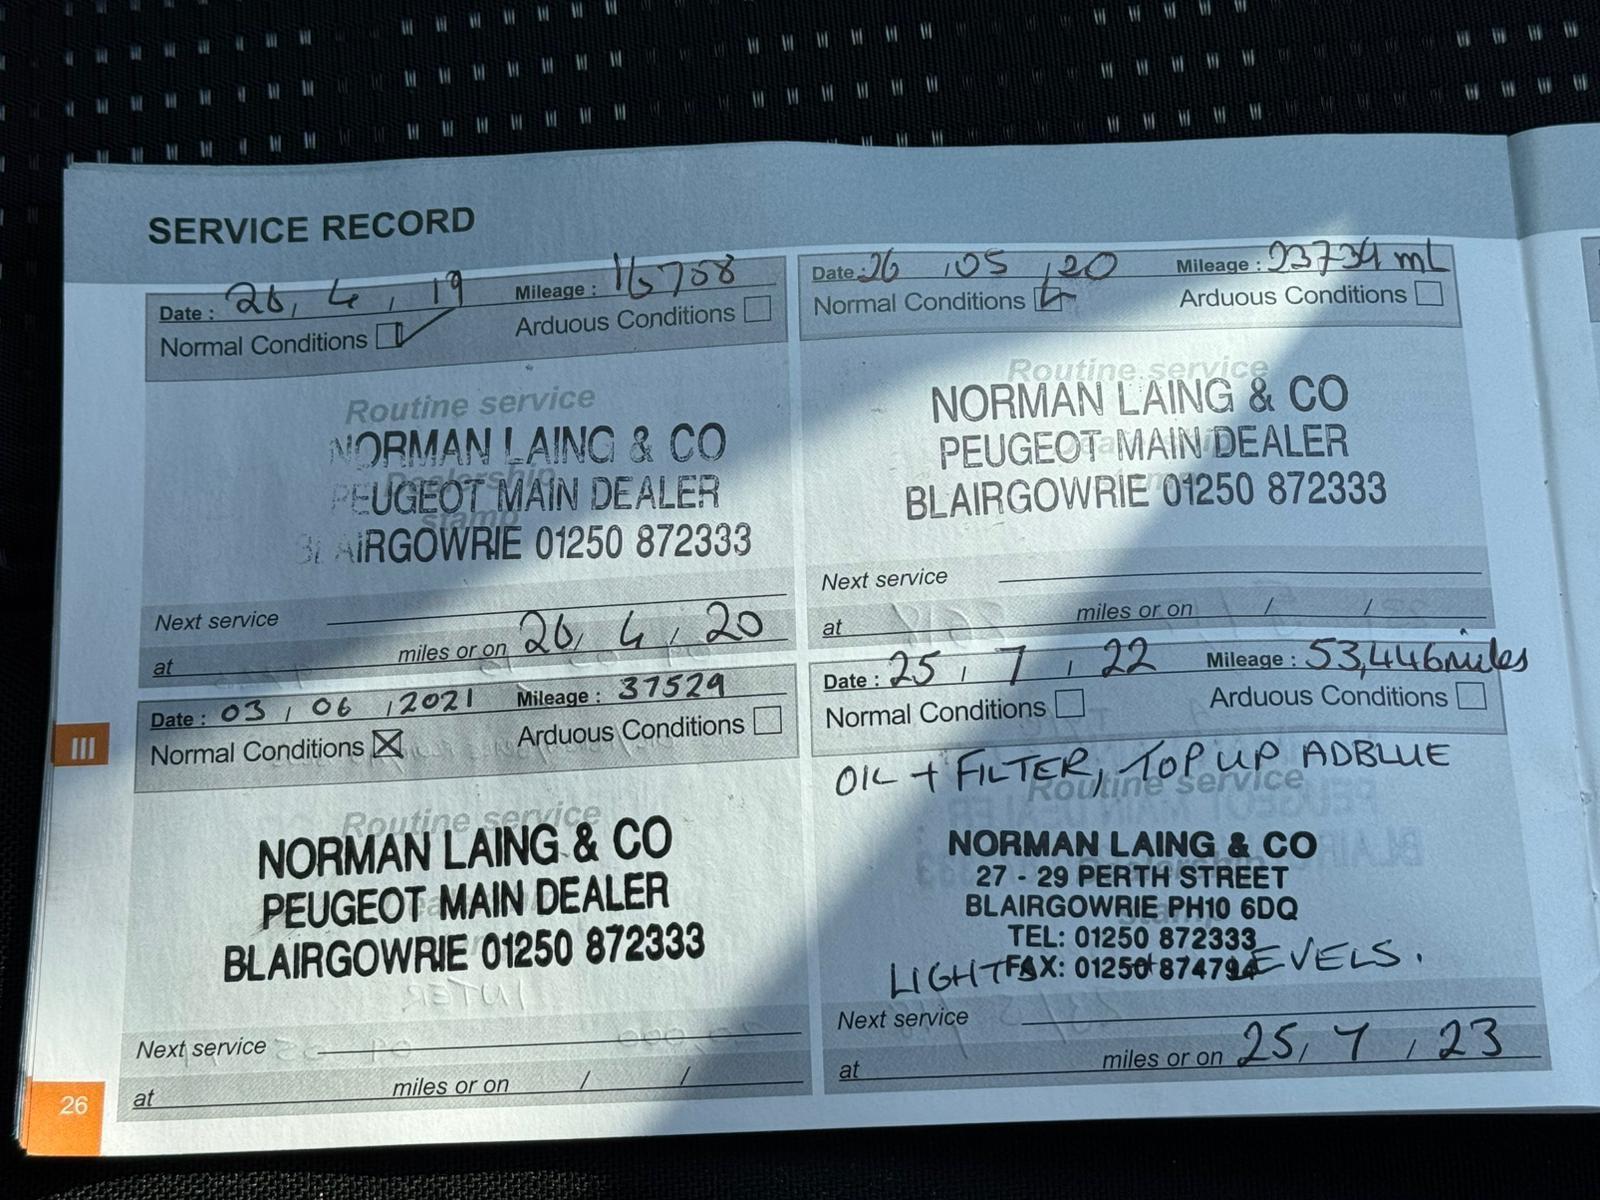 SERVICE RECORD
Date : 26, 4, 19 Mileage : 16758
Normal Conditions Arduous Conditions
Routine service
Dealership
stamp
NORMAN LAING & CO
PEUGEOT MAIN DEALER
BLAIRGOWRIE 01250 872333
Next service
at miles or on 26, 4, 20
Date : 26 , 05 , 20 Mileage : 23734 mL
Normal Conditions Arduous Conditions
Routine service
NORMAN LAING & CO
PEUGEOT MAIN DEALER
BLAIRGOWRIE 01250 872333
Next service
at miles or on / /
Date : 03 , 06 , 2021 Mileage : 37529
Normal Conditions Arduous Conditions
Routine service
NORMAN LAING & CO
PEUGEOT MAIN DEALER
BLAIRGOWRIE 01250 872333
Next service
at miles or on / /
Date : 25 , 7 , 22 Mileage : 53,446 miles
Normal Conditions Arduous Conditions
OIL + FILTER, TOP UP ADBLUE
Routine service
NORMAN LAING & CO
27 - 29 PERTH STREET
BLAIRGOWRIE PH10 6DQ
TEL: 01250 872333
FAX: 01250 874794
LIGHTS + LEVELS.
Next service
at miles or on 25, 7 , 23
III
26